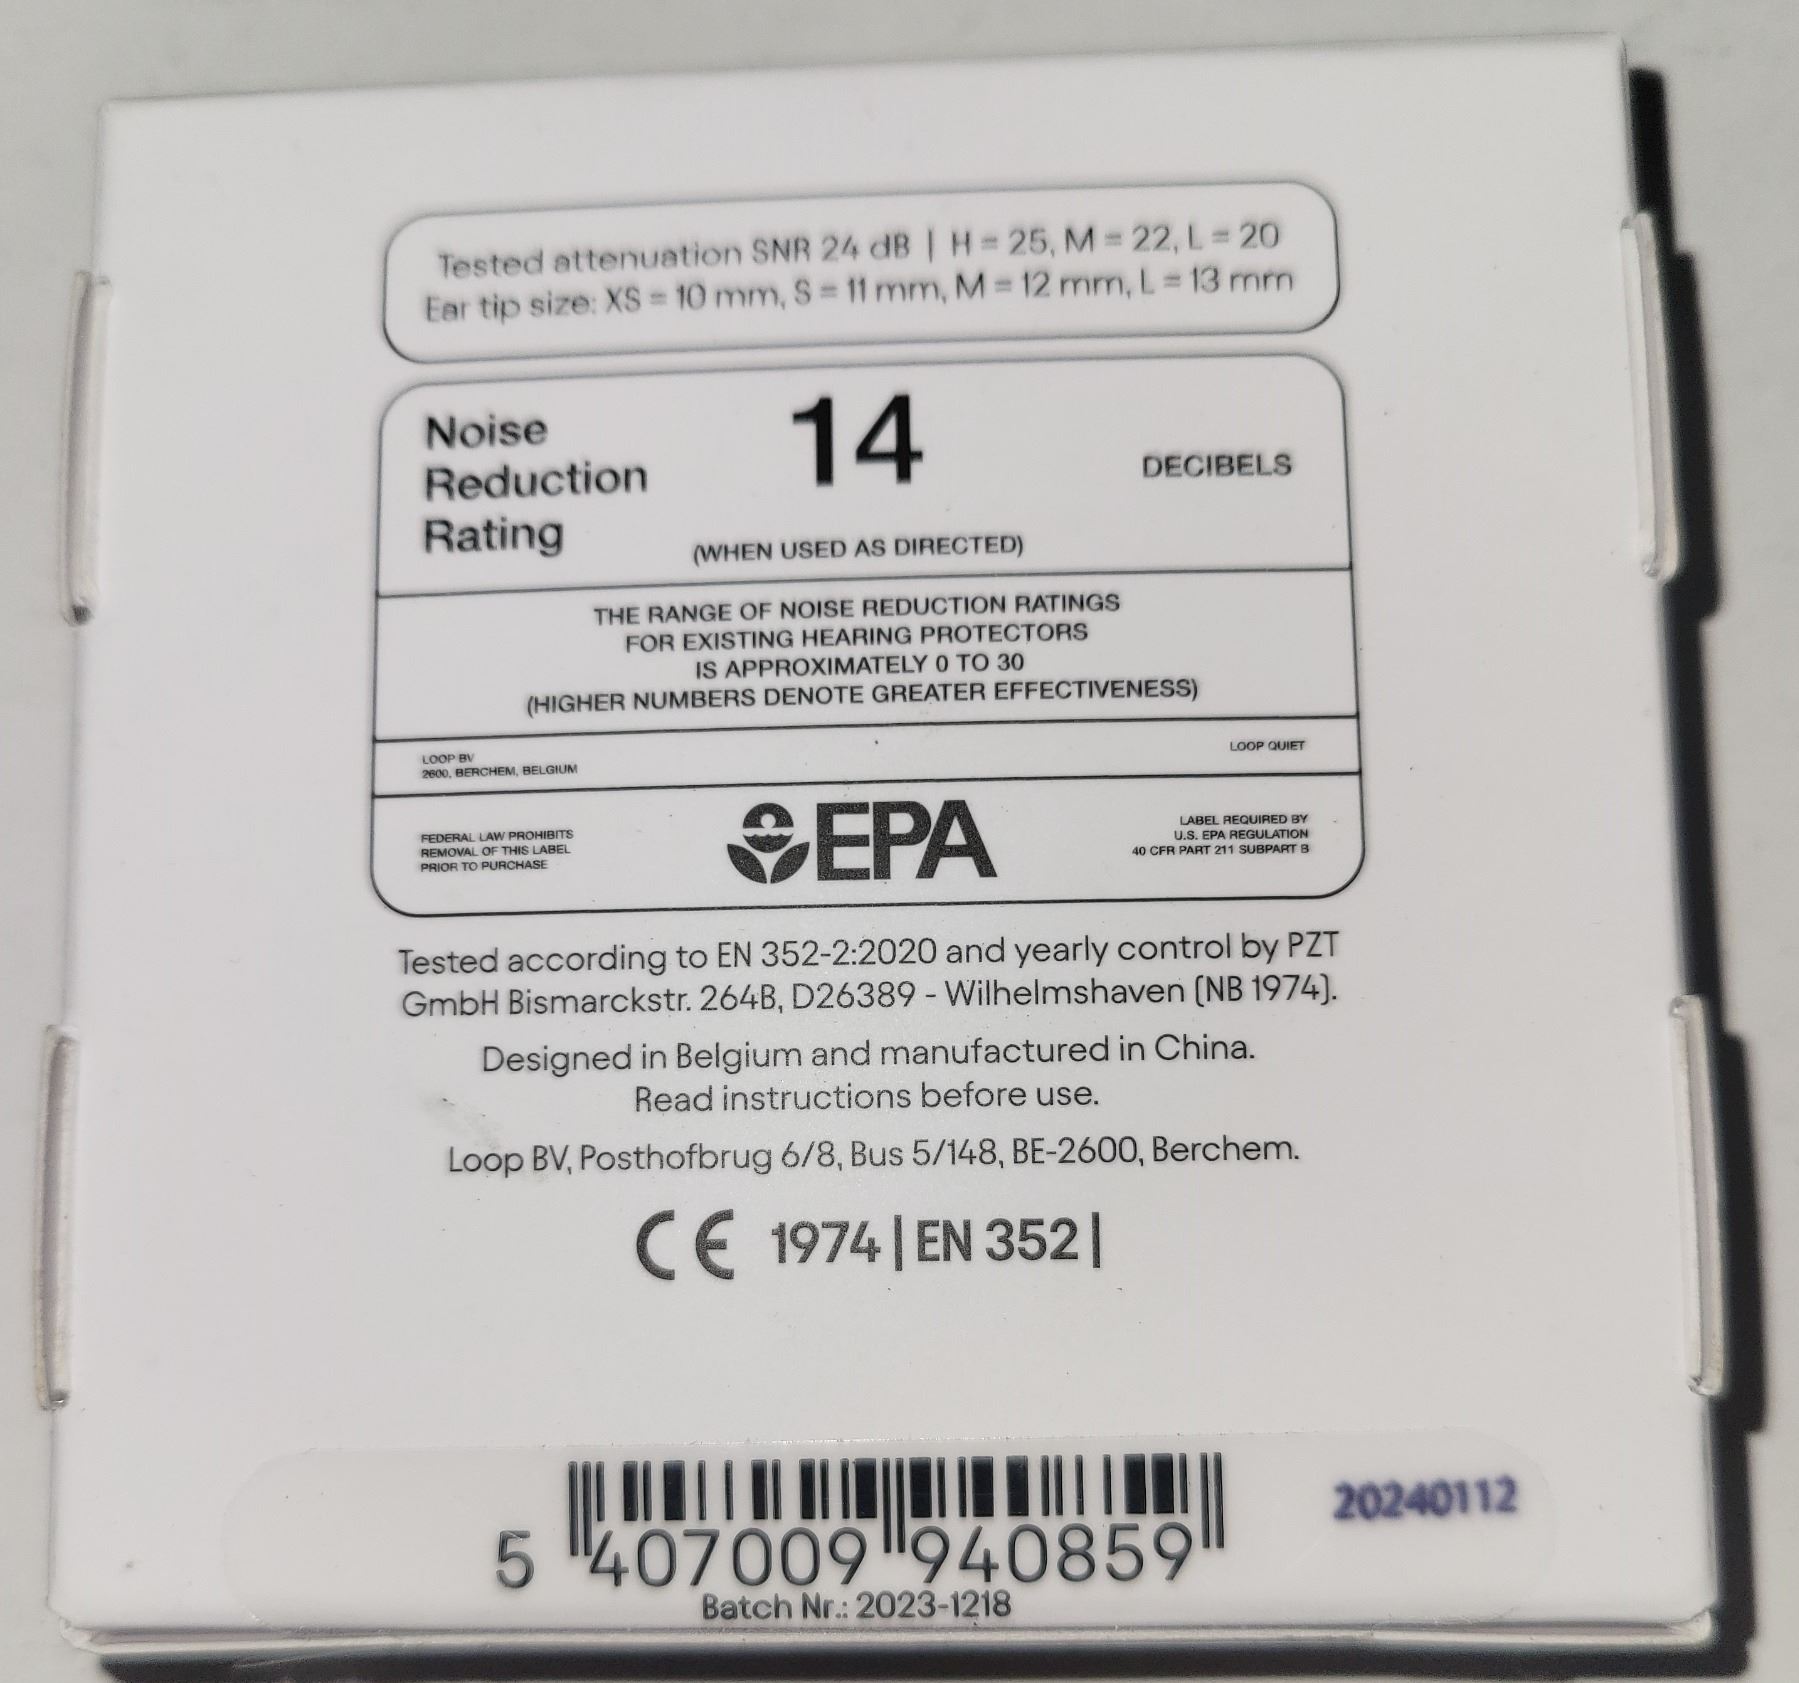 Tested attenuation SNR 24 dB | H = 25, M = 22, L = 20
Ear tip size: XS = 10 mm, S = 11 mm, M = 12 mm, L = 13 mm
Noise
Reduction
Rating
14
DECIBELS
(WHEN USED AS DIRECTED)
THE RANGE OF NOISE REDUCTION RATINGS
FOR EXISTING HEARING PROTECTORS
IS APPROXIMATELY 0 TO 30
(HIGHER NUMBERS DENOTE GREATER EFFECTIVENESS)
LOOP BV
2600, BERCHEM, BELGIUM
LOOP QUIET
FEDERAL LAW PROHIBITS
REMOVAL OF THIS LABEL
PRIOR TO PURCHASE
EPA
LABEL REQUIRED BY
U.S. EPA REGULATION
40 CFR PART 211 SUBPART B
Tested according to EN 352-2:2020 and yearly control by PZT
GmbH Bismarckstr. 264B, D26389 - Wilhelmshaven (NB 1974).
Designed in Belgium and manufactured in China.
Read instructions before use.
Loop BV, Posthofbrug 6/8, Bus 5/148, BE-2600, Berchem.
CE 1974 | EN 352 |
20240112
5 407009 940859
Batch Nr.: 2023-1218